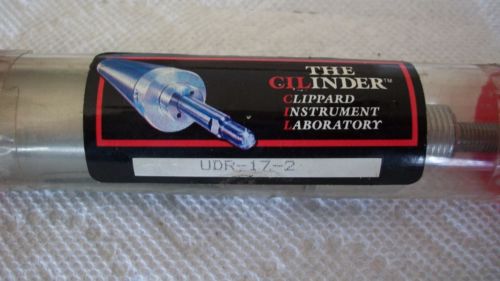 THE
CILINDER™
CLIPPARD
INSTRUMENT
LABORATORY
UDR-17-2